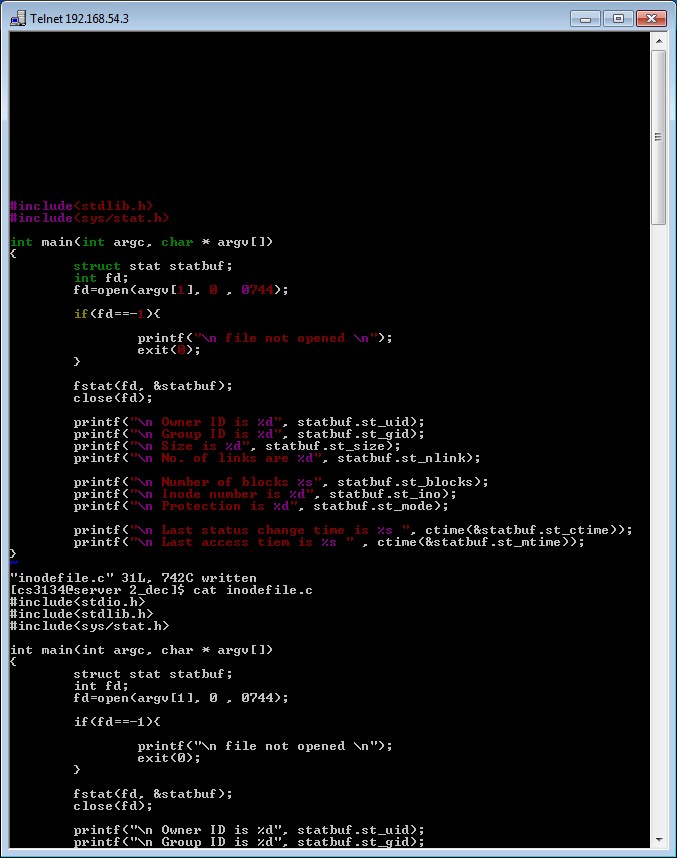 Telnet 192.168.54.3
#include<stdlib.h>
#include<sys/stat.h>
int main(int argc, char * argv[])
{
struct stat statbuf;
int fd;
fd=open(argv[1], 0 , 0744);
if(fd==-1){
printf("\n file not opened \n");
exit(0);
}
fstat(fd, &statbuf);
close(fd);
printf("\n Owner ID is %d", statbuf.st_uid);
printf("\n Group ID is %d", statbuf.st_gid);
printf("\n Size is %d", statbuf.st_size);
printf("\n No. of links are %d", statbuf.st_nlink);
printf("\n Number of blocks %s", statbuf.st_blocks);
printf("\n Inode number is %d", statbuf.st_ino);
printf("\n Protection is %d", statbuf.st_mode);
printf("\n Last status change time is %s ", ctime(&statbuf.st_ctime));
printf("\n Last access tiem is %s " , ctime(&statbuf.st_mtime));
}
~
"inodefile.c" 31L, 742C written
[cs3134@server 2_dec]$ cat inodefile.c
#include<stdio.h>
#include<stdlib.h>
#include<sys/stat.h>
int main(int argc, char * argv[])
{
struct stat statbuf;
int fd;
fd=open(argv[1], 0 , 0744);
if(fd==-1){
printf("\n file not opened \n");
exit(0);
}
fstat(fd, &statbuf);
close(fd);
printf("\n Owner ID is %d", statbuf.st_uid);
printf("\n Group ID is %d", statbuf.st_gid);